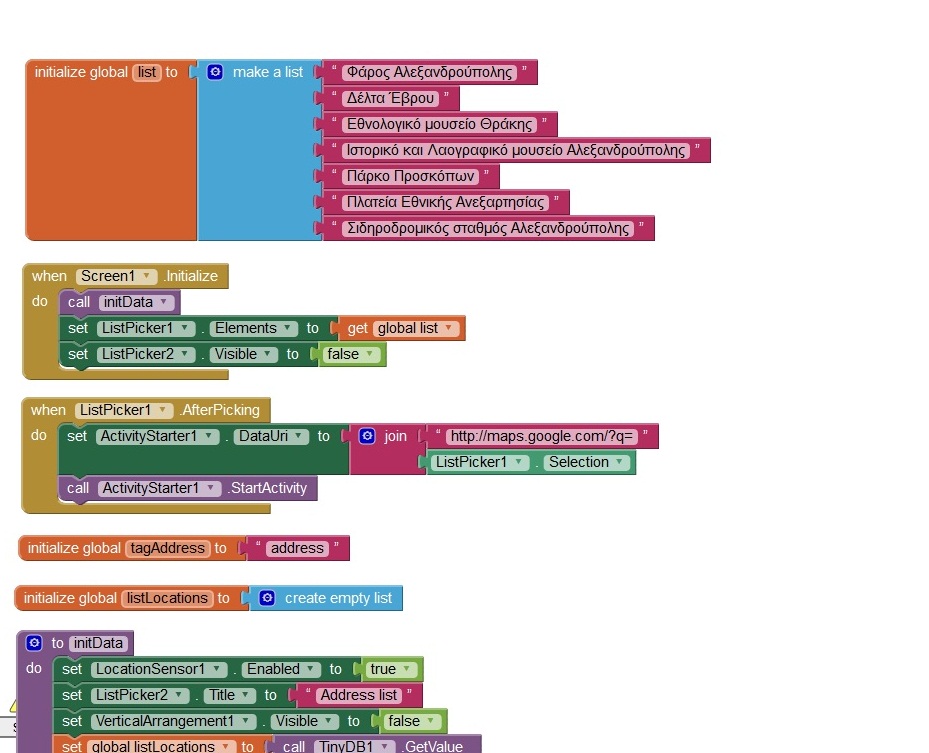 initialize global list to make a list " Φάρος Αλεξανδρούπολης "
" Δέλτα Έβρου "
" Εθνολογικό μουσείο Θράκης "
" Ιστορικό και Λαογραφικό μουσείο Αλεξανδρούπολης "
" Πάρκο Προσκόπων "
" Πλατεία Εθνικής Ανεξαρτησίας "
" Σιδηροδρομικός σταθμός Αλεξανδρούπολης "
when Screen1 .Initialize
do call initData
set ListPicker1 . Elements to get global list
set ListPicker2 . Visible to false
when ListPicker1 .AfterPicking
do set ActivityStarter1 . DataUri to join " http://maps.google.com/?q= "
ListPicker1 . Selection
call ActivityStarter1 .StartActivity
initialize global tagAddress to " address "
initialize global listLocations to create empty list
to initData
do set LocationSensor1 . Enabled to true
set ListPicker2 . Title to " Address list "
set VerticalArrangement1 . Visible to false
set global listLocations to call TinyDB1 .GetValue